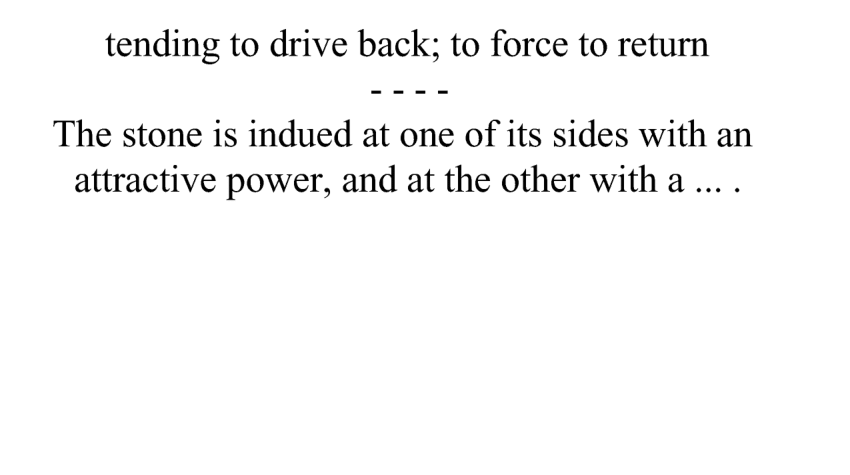 tending to drive back; to force to return
- - - -
The stone is indued at one of its sides with an
attractive power, and at the other with a ... .